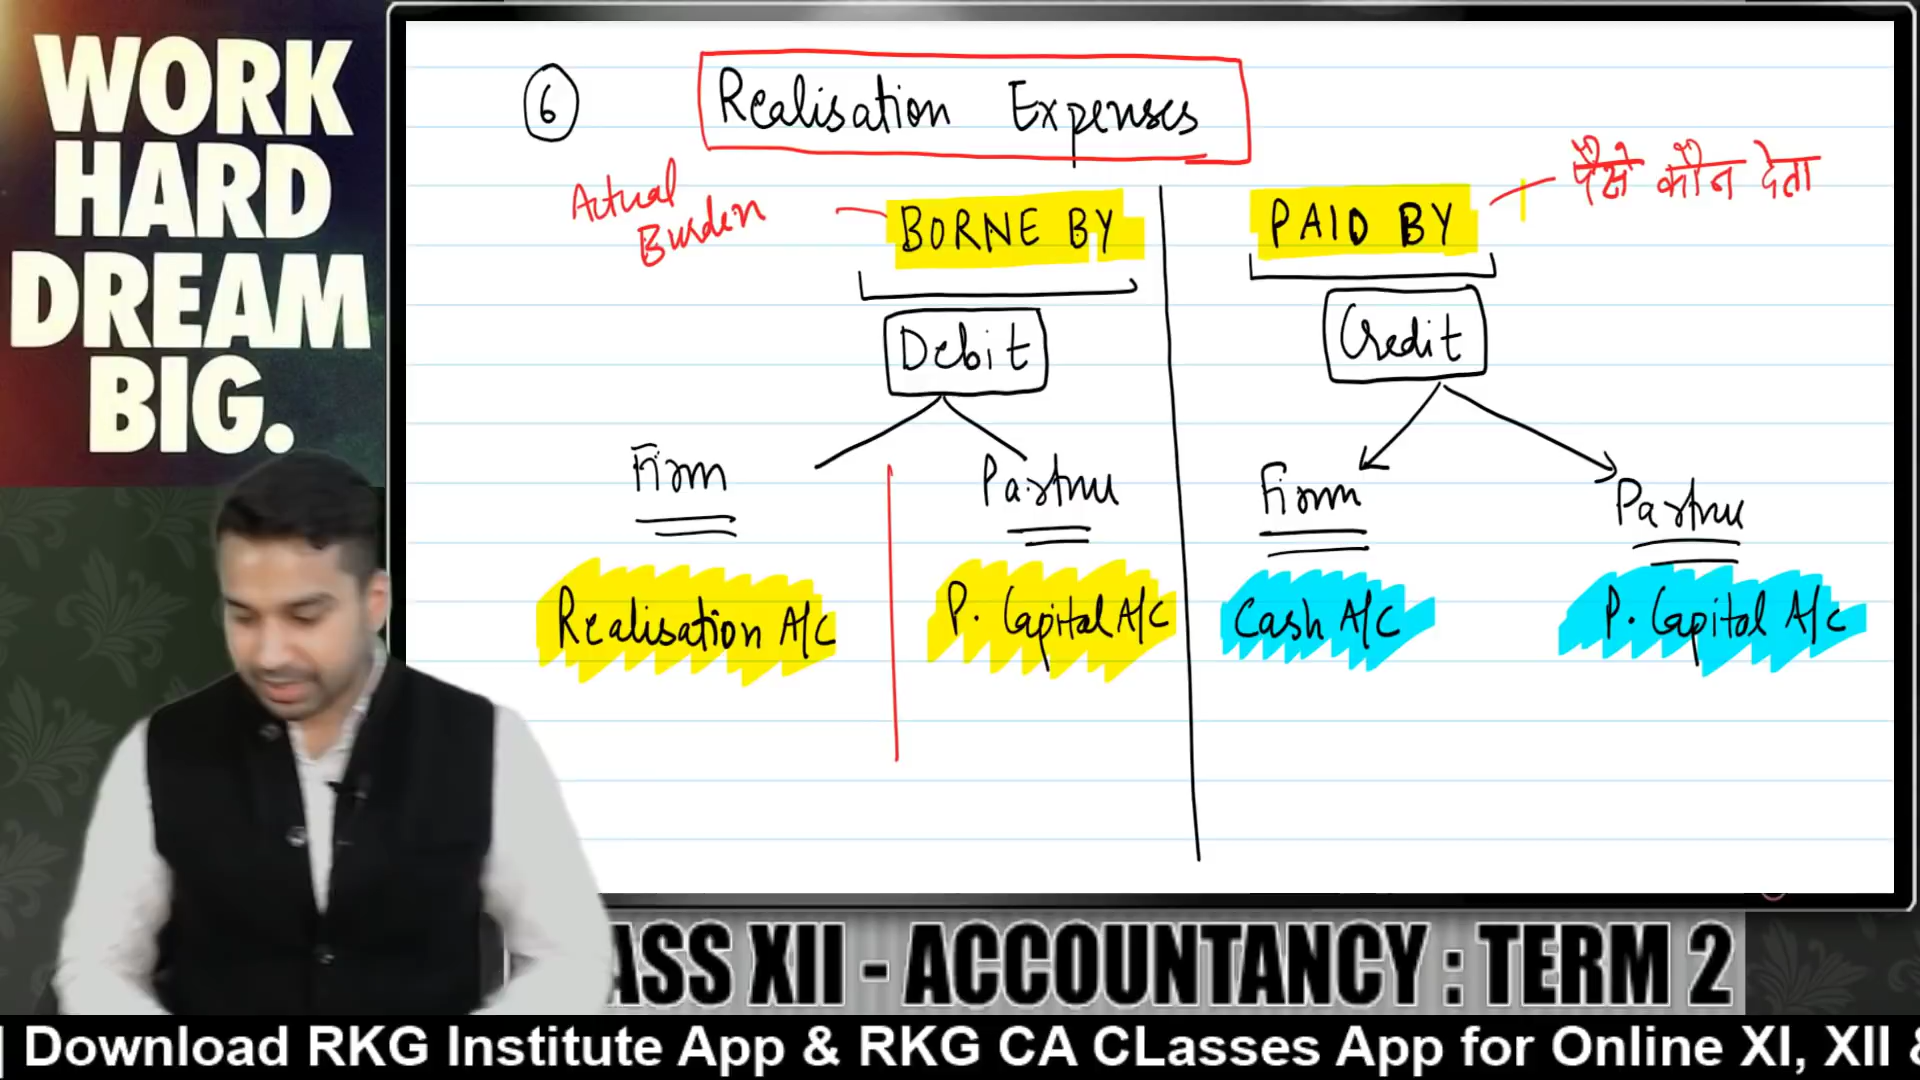 WORK
HARD
DREAM
BIG.
6
Realisation Expenses
Actual
Burden
BORNE BY
PAID BY
पैसे कौन देता
Debit
Credit
Firm
Partner
Firm
Partner
Realisation A/C
P. Capital A/C
Cash A/C
P. Capital A/C
ASS XII - ACCOUNTANCY : TERM 2
| Download RKG Institute App & RKG CA CLasses App for Online XI, XII &